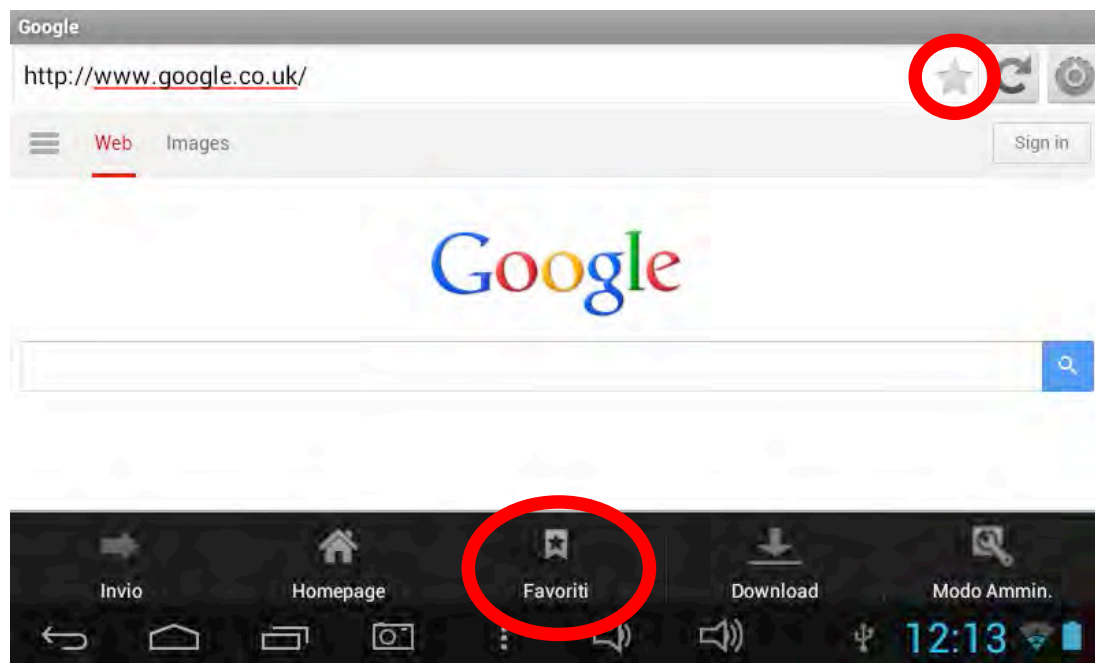 Google
http://www.google.co.uk/
Web Images Sign in
Google
Invio Homepage Favoriti Download Modo Ammin.
12:13